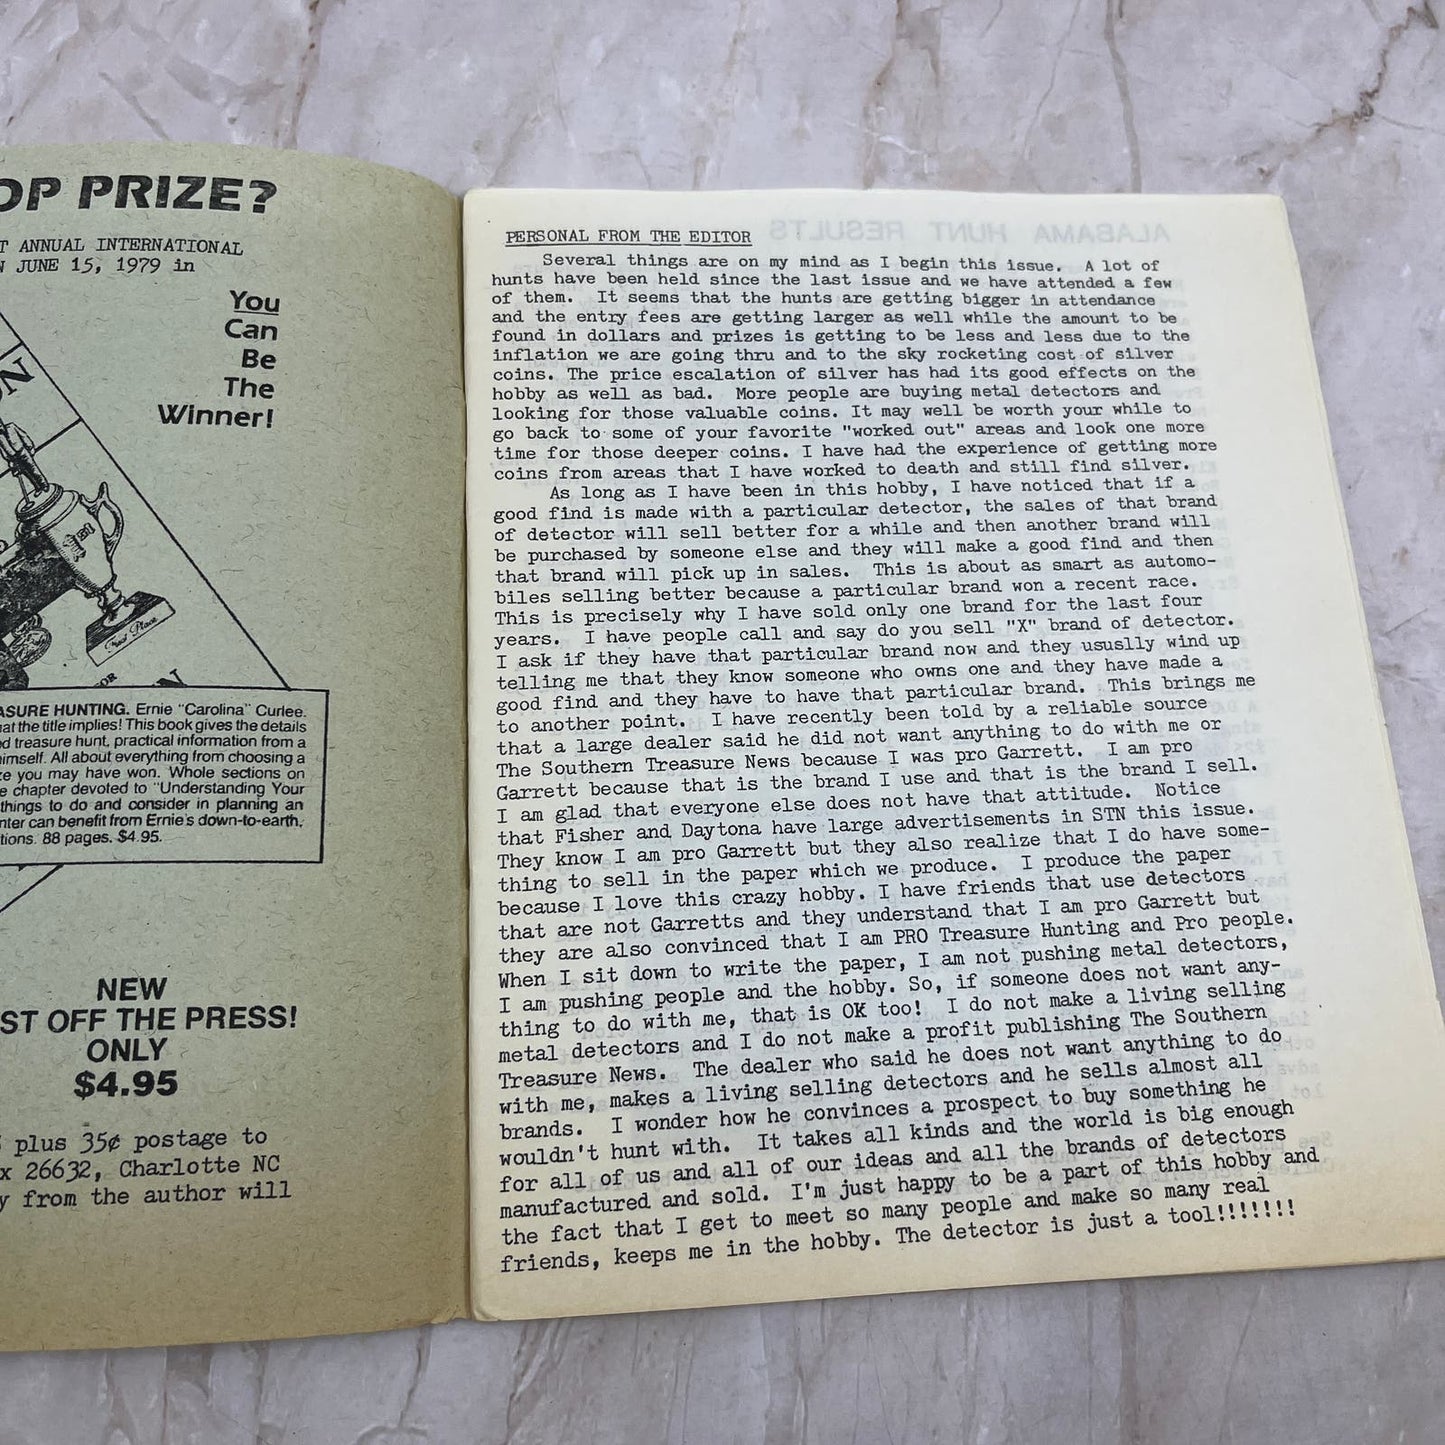 OP PRIZE?
T ANNUAL INTERNATIONAL
N JUNE 15, 1979 in
You
Can
Be
The
Winner!
ON
First Place
OR
N
ASURE HUNTING. Ernie "Carolina" Curlee.
at the title implies! This book gives the details
d treasure hunt, practical information from a
himself. All about everything from choosing a
ze you may have won. Whole sections on
e chapter devoted to "Understanding Your
things to do and consider in planning an
nter can benefit from Ernie's down-to-earth,
tions. 88 pages. $4.95.
NEW
ST OFF THE PRESS!
ONLY
$4.95
plus 35¢ postage to
x 26632, Charlotte NC
y from the author will
ALABAMA HUNT RESULTS
PERSONAL FROM THE EDITOR
Several things are on my mind as I begin this issue. A lot of
hunts have been held since the last issue and we have attended a few
of them. It seems that the hunts are getting bigger in attendance
and the entry fees are getting larger as well while the amount to be
found in dollars and prizes is getting to be less and less due to the
inflation we are going thru and to the sky rocketing cost of silver
coins. The price escalation of silver has had its good effects on the
hobby as well as bad. More people are buying metal detectors and
looking for those valuable coins. It may well be worth your while to
go back to some of your favorite "worked out" areas and look one more
time for those deeper coins. I have had the experience of getting more
coins from areas that I have worked to death and still find silver.
As long as I have been in this hobby, I have noticed that if a
good find is made with a particular detector, the sales of that brand
of detector will sell better for a while and then another brand will
be purchased by someone else and they will make a good find and then
that brand will pick up in sales. This is about as smart as automo-
biles selling better because a particular brand won a recent race.
This is precisely why I have sold only one brand for the last four
years. I have people call and say do you sell "X" brand of detector.
I ask if they have that particular brand now and they ususlly wind up
telling me that they know someone who owns one and they have made a
good find and they have to have that particular brand. This brings me
to another point. I have recently been told by a reliable source
that a large dealer said he did not want anything to do with me or
The Southern Treasure News because I was pro Garrett. I am pro
Garrett because that is the brand I use and that is the brand I sell.
I am glad that everyone else does not have that attitude. Notice
that Fisher and Daytona have large advertisements in STN this issue.
They know I am pro Garrett but they also realize that I do have some-
thing to sell in the paper which we produce. I produce the paper
because I love this crazy hobby. I have friends that use detectors
that are not Garretts and they understand that I am pro Garrett but
they are also convinced that I am PRO Treasure Hunting and Pro people.
When I sit down to write the paper, I am not pushing metal detectors,
I am pushing people and the hobby. So, if someone does not want any-
thing to do with me, that is OK too! I do not make a living selling
metal detectors and I do not make a profit publishing The Southern
Treasure News. The dealer who said he does not want anything to do
with me, makes a living selling detectors and he sells almost all
brands. I wonder how he convinces a prospect to buy something he
wouldn't hunt with. It takes all kinds and the world is big enough
for all of us and all of our ideas and all the brands of detectors
manufactured and sold. I'm just happy to be a part of this hobby and
the fact that I get to meet so many people and make so many real
friends, keeps me in the hobby. The detector is just a tool!!!!!!!